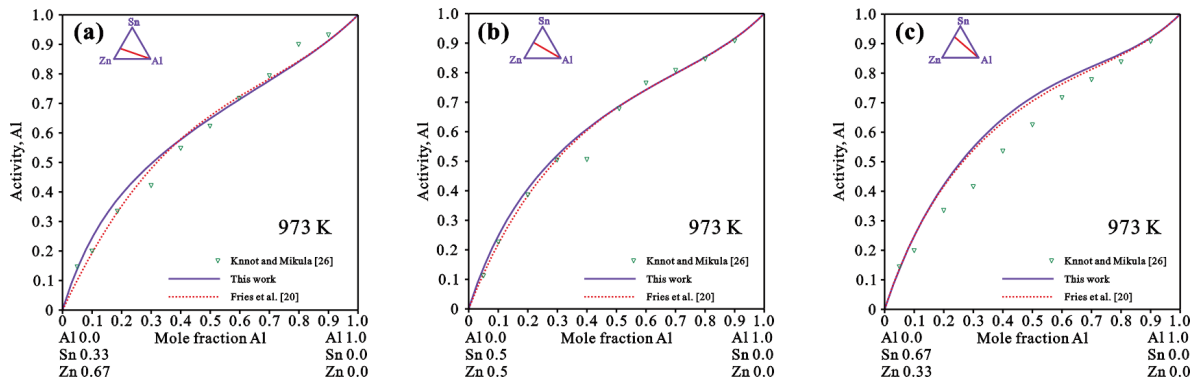 (a)
Sn
Zn Al
1.0
0.9
0.8
0.7
0.6
0.5
0.4
0.3
0.2
0.1
0
Activity, Al
973 K
Knnot and Mikula [26]
This work
Fries et al. [20]
0 0.1 0.2 0.3 0.4 0.5 0.6 0.7 0.8 0.9 1.0
Al 0.0 Mole fraction Al Al 1.0
Sn 0.33 Sn 0.0
Zn 0.67 Zn 0.0
(b)
Sn
Zn Al
1.0
0.9
0.8
0.7
0.6
0.5
0.4
0.3
0.2
0.1
0
Activity, Al
973 K
Knnot and Mikula [26]
This work
Fries et al. [20]
0 0.1 0.2 0.3 0.4 0.5 0.6 0.7 0.8 0.9 1.0
Al 0.0 Mole fraction Al Al 1.0
Sn 0.5 Sn 0.0
Zn 0.5 Zn 0.0
(c)
Sn
Zn Al
1.0
0.9
0.8
0.7
0.6
0.5
0.4
0.3
0.2
0.1
0
Activity, Al
973 K
Knnot and Mikula [26]
This work
Fries et al. [20]
0 0.1 0.2 0.3 0.4 0.5 0.6 0.7 0.8 0.9 1.0
Al 0.0 Mole fraction Al Al 1.0
Sn 0.67 Sn 0.0
Zn 0.33 Zn 0.0